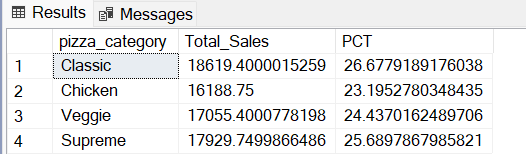 Results Messages
pizza_category Total_Sales PCT
1 Classic 18619.4000015259 26.6779189176038
2 Chicken 16188.75 23.1952780348435
3 Veggie 17055.4000778198 24.4370162489706
4 Supreme 17929.7499866486 25.6897867985821